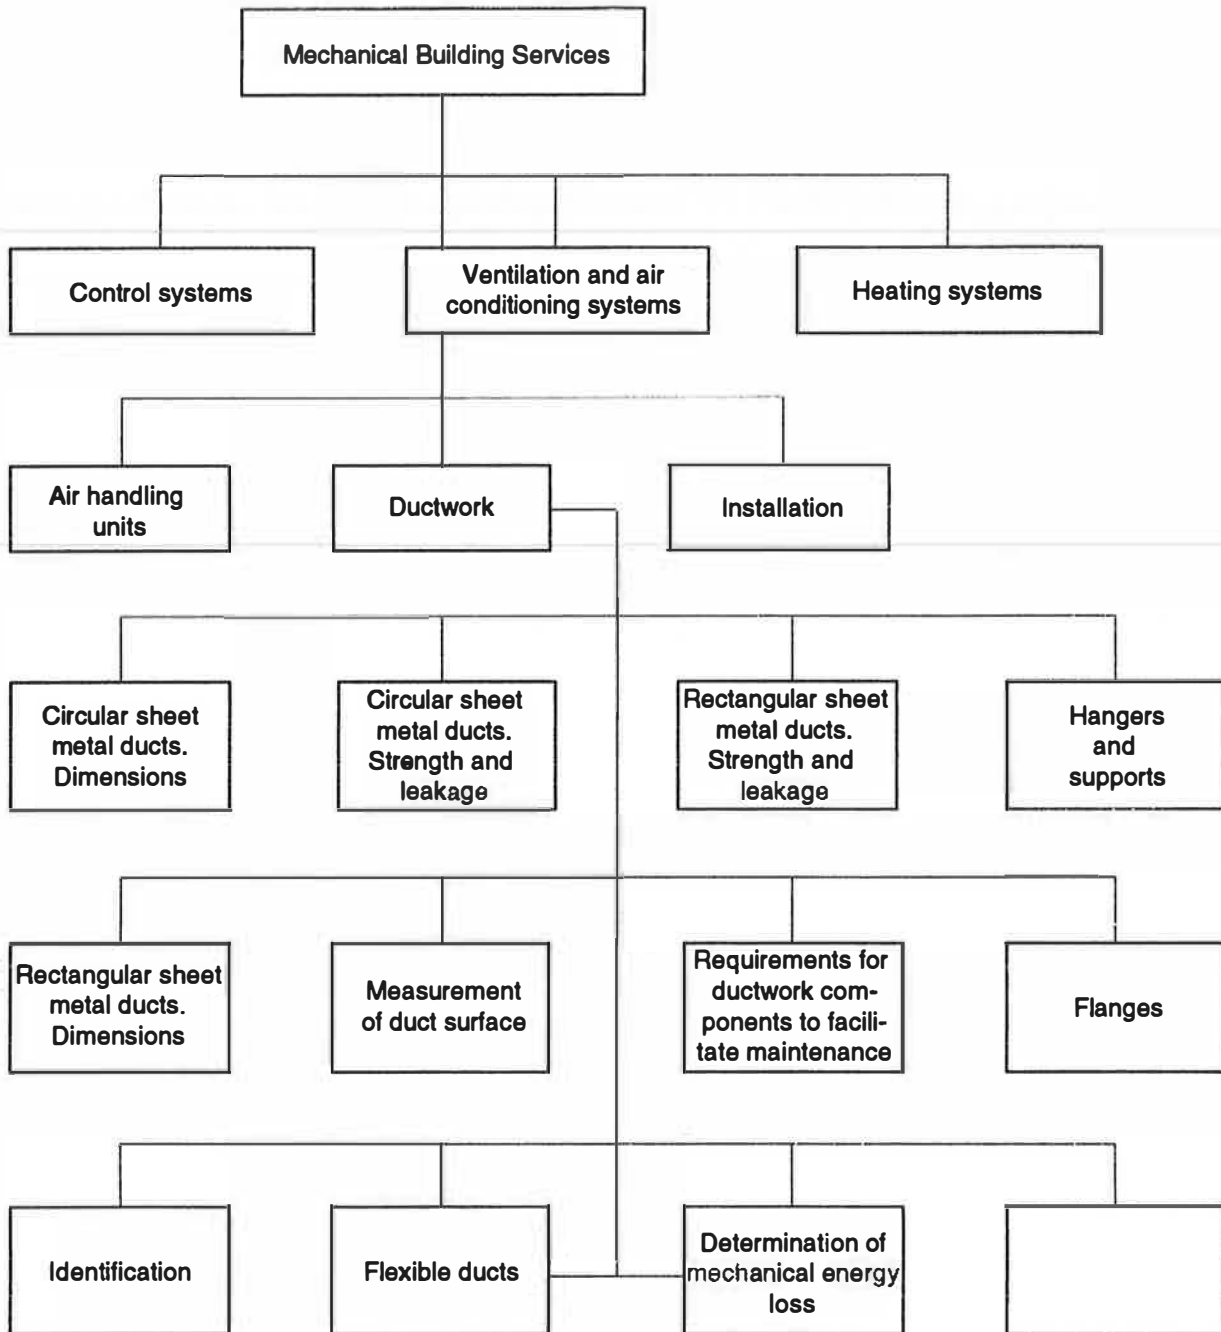 Mechanical Building Services
Control systems
Ventilation and air
conditioning systems
Heating systems
Air handling
units
Ductwork
Installation
Circular sheet
metal ducts.
Dimensions
Circular sheet
metal ducts.
Strength and
leakage
Rectangular sheet
metal ducts.
Strength and
leakage
Hangers
and
supports
Rectangular sheet
metal ducts.
Dimensions
Measurement
of duct surface
Requirements for
ductwork com-
ponents to facili-
tate maintenance
Flanges
Identification
Flexible ducts
Determination of
mechanical energy
loss